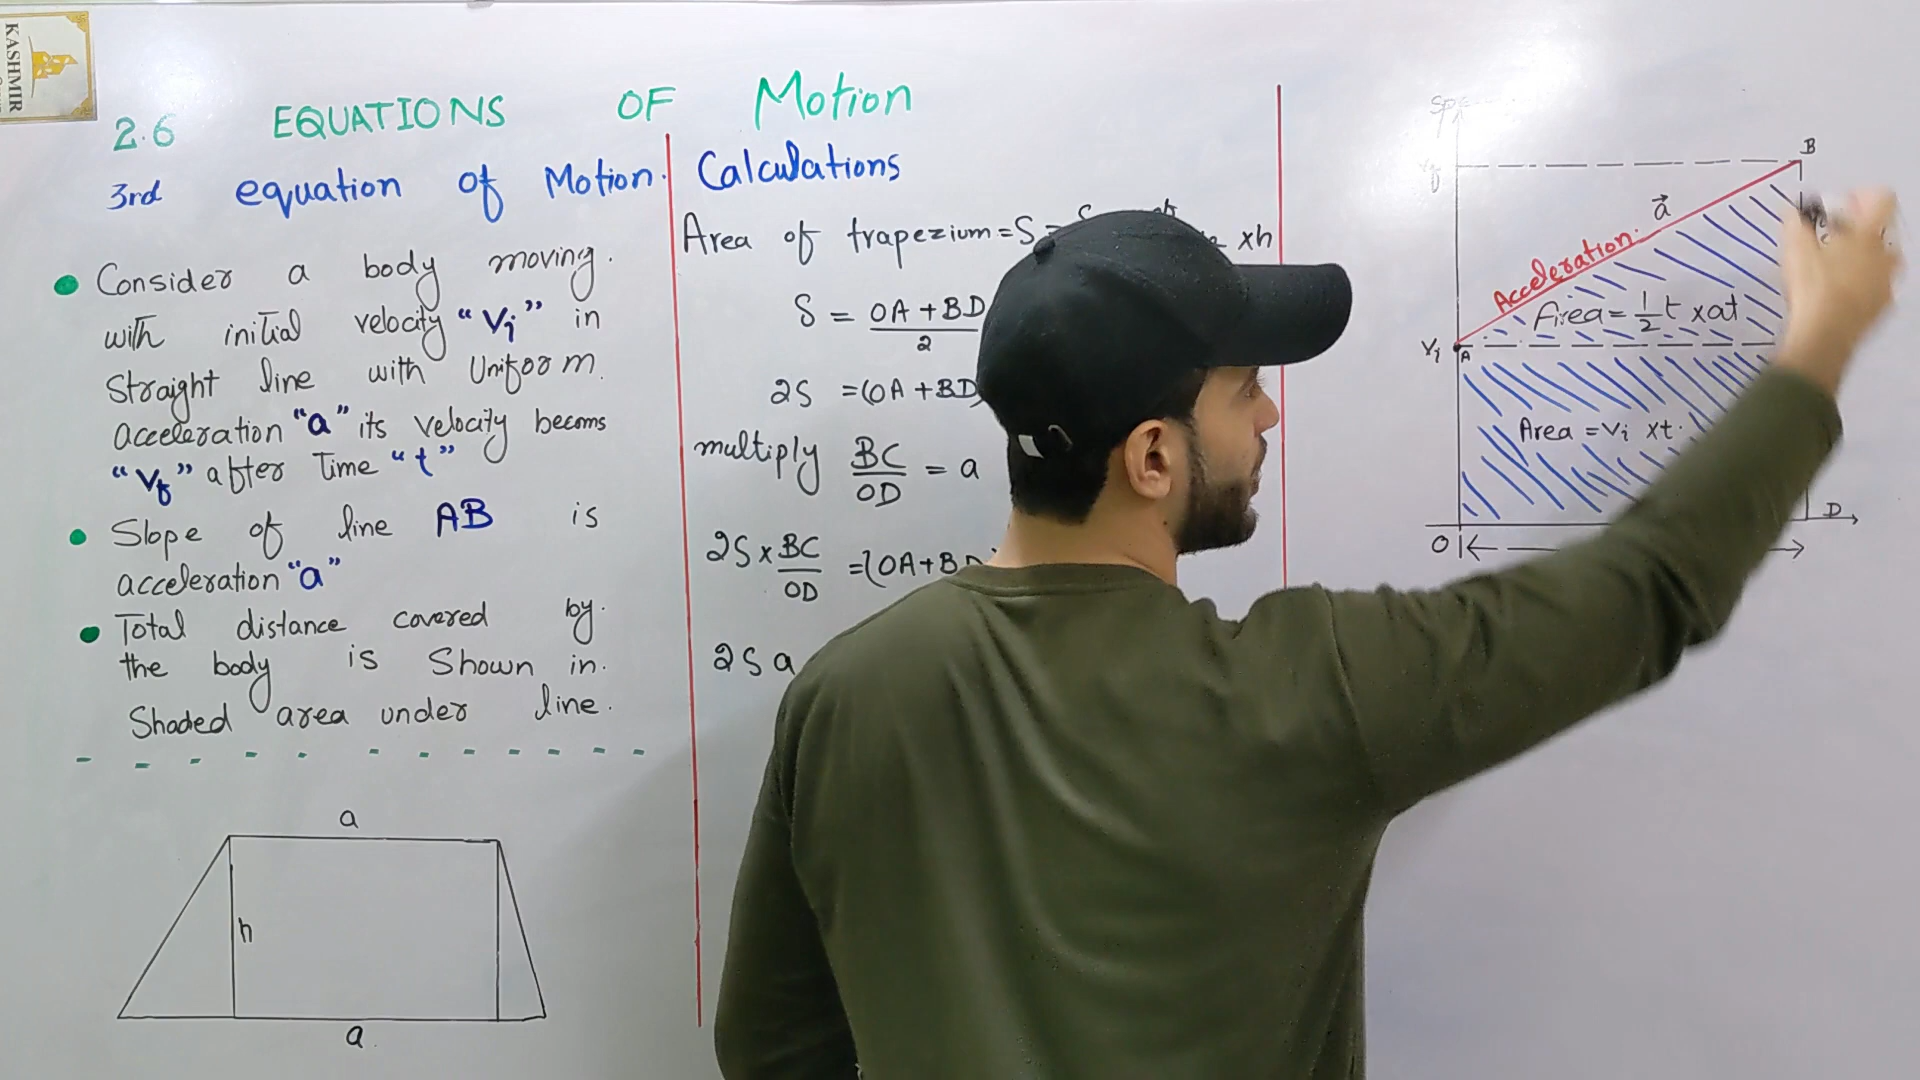 KASHMIR
2.6 EQUATIONS OF Motion
3rd equation of Motion.
Consider a body moving.
with initial velocity "Vi" in
Straight line with Uniform.
acceleration "a" its velocity becoms
"Vf" after Time "t"
Slope of line AB is
acceleration "a"
Total distance covered by.
the body is Shown in.
Shaded area under line.
a
h
a.
Calculations
Area of trapezium = S = xh
S = OA + BD / 2
2S = (OA + BD)
multiply BC/OD = a
2S x BC/OD = (OA + BD)
2Sa
B
a
Acceleration.
Area = 1/2 t x at
Vi A
Area = Vi x t.
D
O